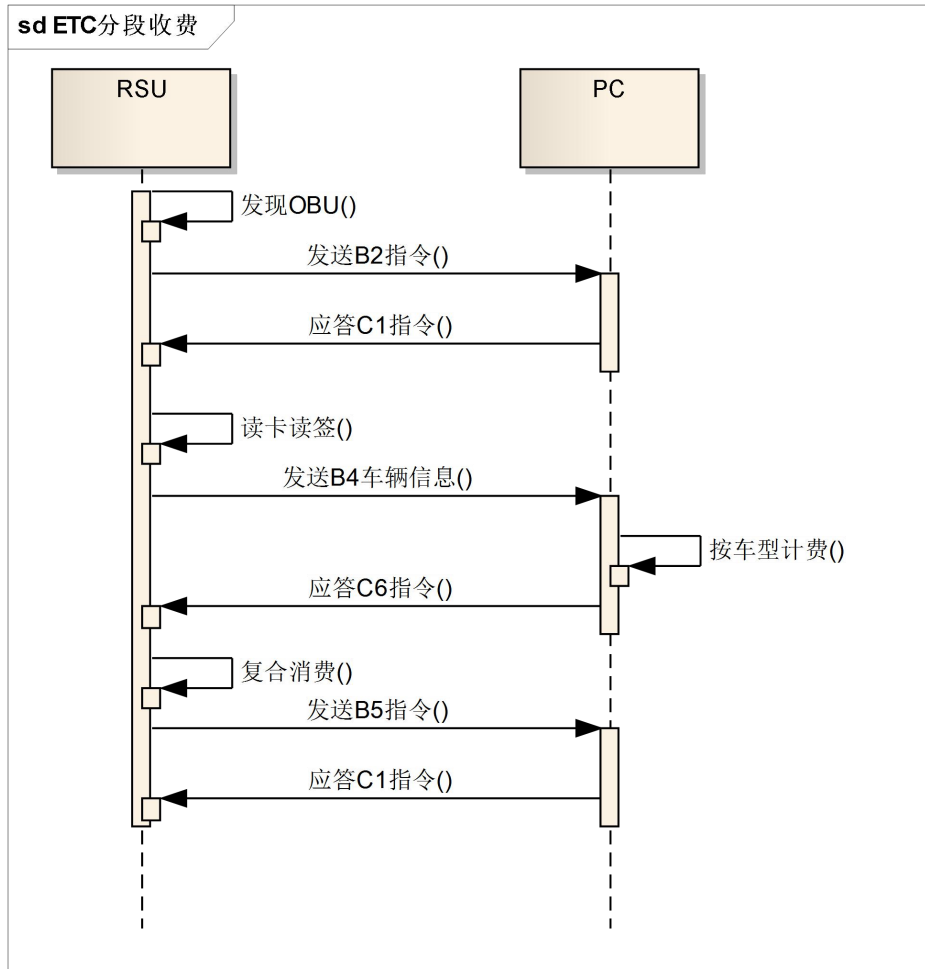 sd ETC分段收费
RSU
PC
发现OBU()
发送B2指令()
应答C1指令()
读卡读签()
发送B4车辆信息()
按车型计费()
应答C6指令()
复合消费()
发送B5指令()
应答C1指令()